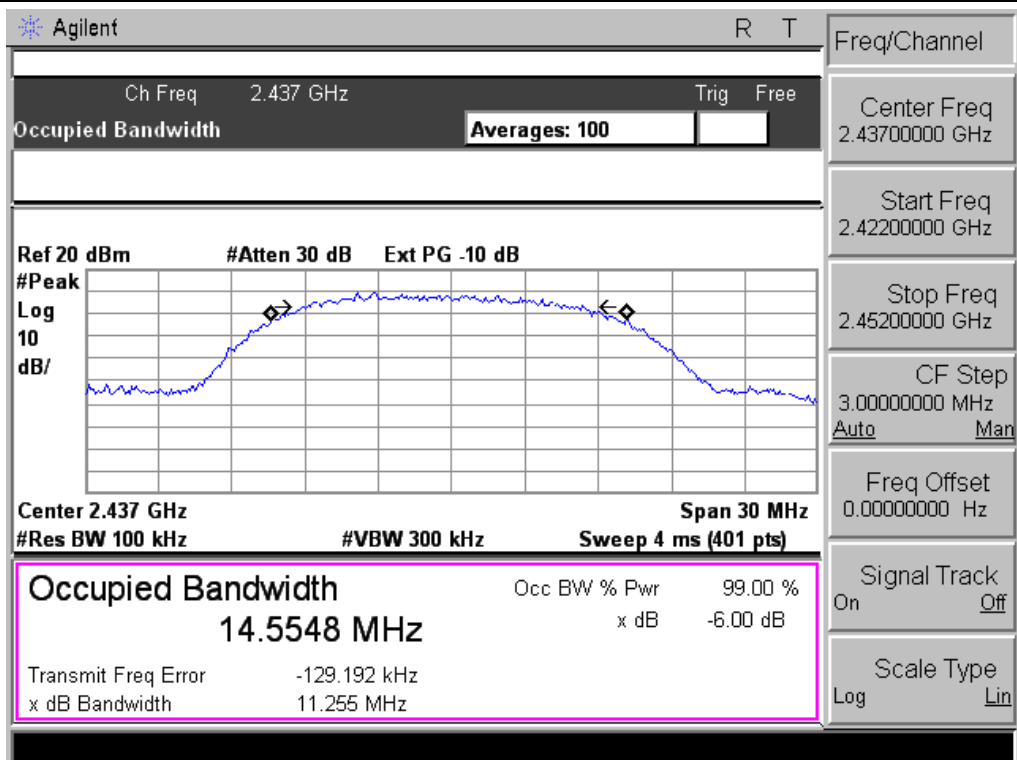 Agilent R T
Ch Freq 2.437 GHz Trig Free
Occupied Bandwidth Averages: 100
Ref 20 dBm #Atten 30 dB Ext PG -10 dB
#Peak
Log
10
dB/
Center 2.437 GHz Span 30 MHz
#Res BW 100 kHz #VBW 300 kHz Sweep 4 ms (401 pts)
Occupied Bandwidth Occ BW % Pwr 99.00 %
14.5548 MHz x dB -6.00 dB
Transmit Freq Error -129.192 kHz
x dB Bandwidth 11.255 MHz
Freq/Channel
Center Freq
2.43700000 GHz
Start Freq
2.42200000 GHz
Stop Freq
2.45200000 GHz
CF Step
3.00000000 MHz
Auto Man
Freq Offset
0.00000000 Hz
Signal Track
On Off
Scale Type
Log Lin